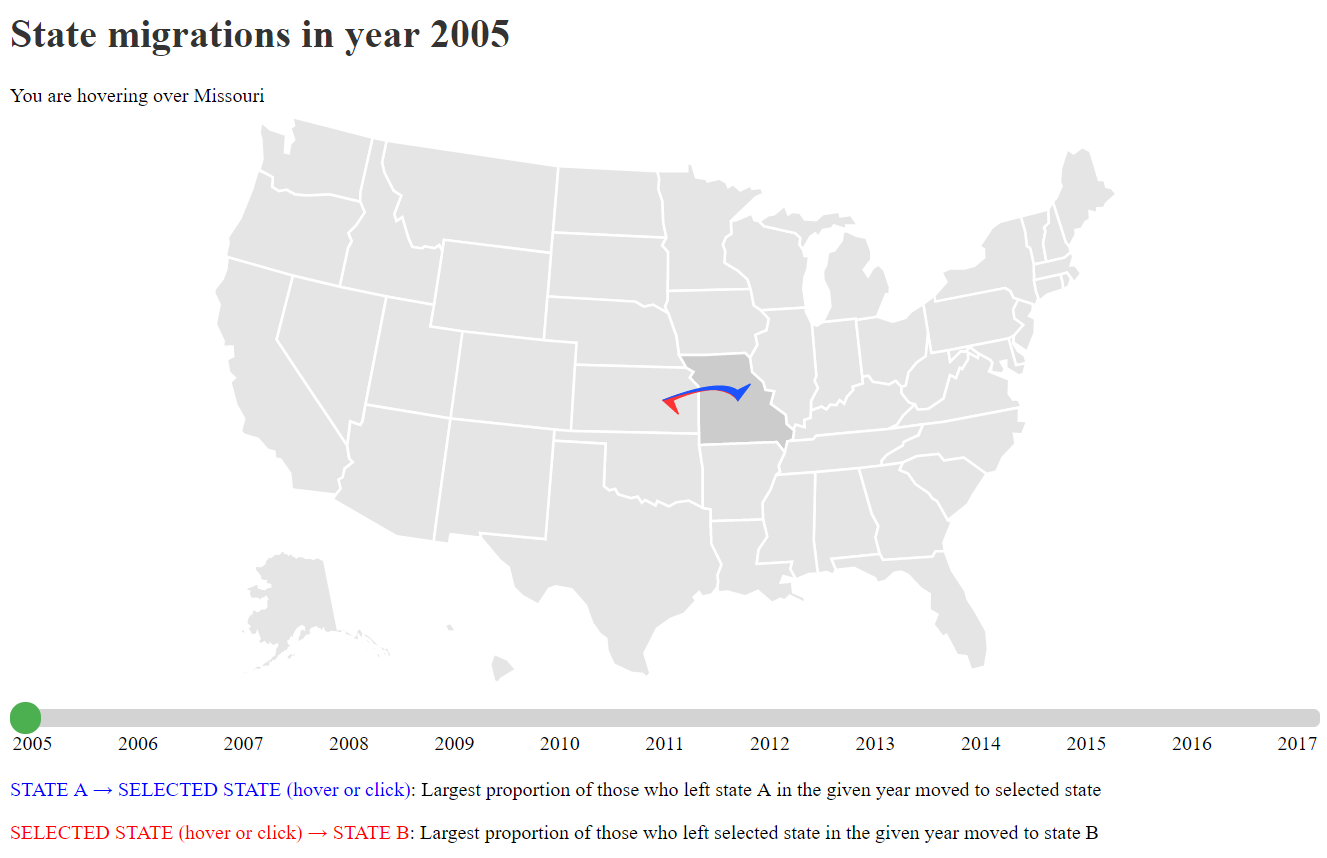 State migrations in year 2005
You are hovering over Missouri
2005 2006 2007 2008 2009 2010 2011 2012 2013 2014 2015 2016 2017
STATE A → SELECTED STATE (hover or click): Largest proportion of those who left state A in the given year moved to selected state
SELECTED STATE (hover or click) → STATE B: Largest proportion of those who left selected state in the given year moved to state B